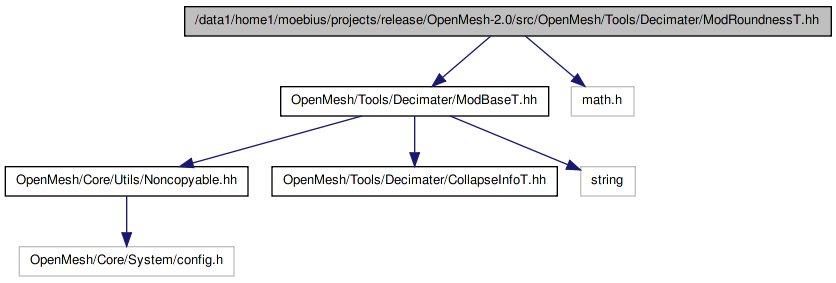 /data1/home1/moebius/projects/release/OpenMesh-2.0/src/OpenMesh/Tools/Decimater/ModRoundnessT.hh
OpenMesh/Tools/Decimater/ModBaseT.hh
math.h
OpenMesh/Core/Utils/Noncopyable.hh
OpenMesh/Tools/Decimater/CollapseInfoT.hh
string
OpenMesh/Core/System/config.h